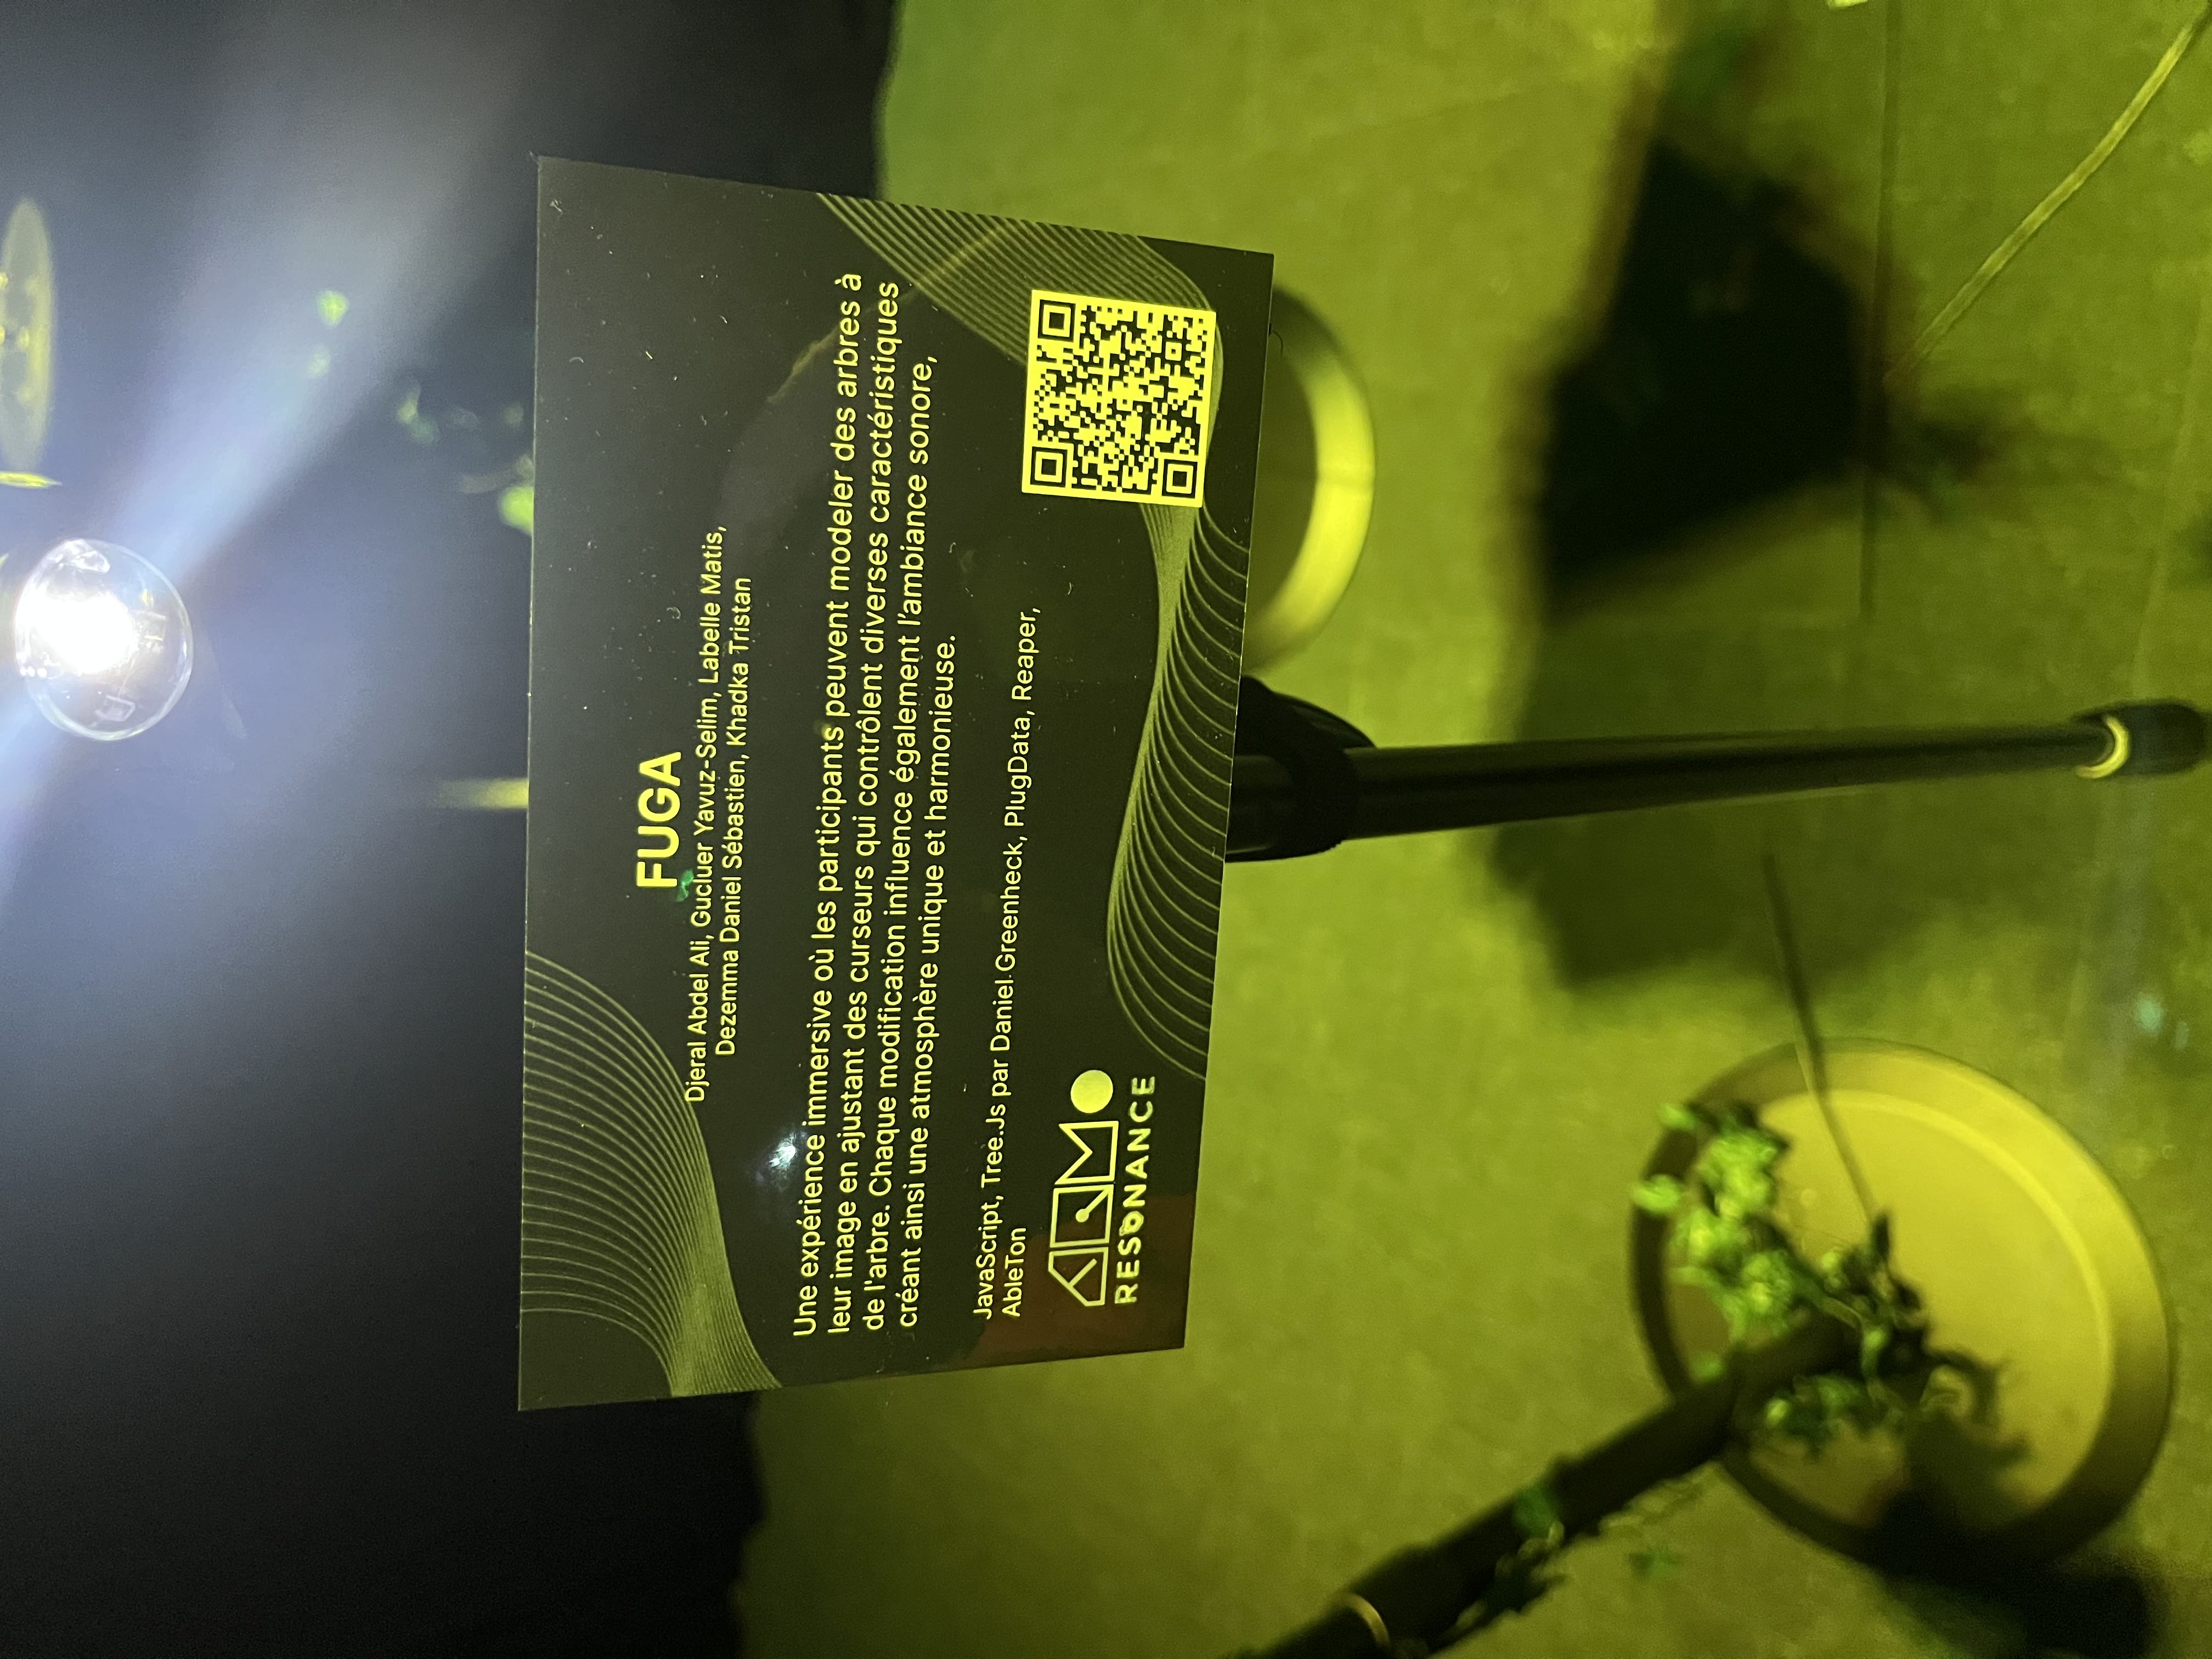 FUGA
Djeral Abdel Ali, Gucluer Yavuz-Selim, Labelle Matis,
Dezemma Daniel Sébastien, Khadka Tristan
Une expérience immersive où les participants peuvent modeler des arbres à
leur image en ajustant des curseurs qui contrôlent diverses caractéristiques
de l'arbre. Chaque modification influence également l’ambiance sonore,
créant ainsi une atmosphère unique et harmonieuse.
JavaScript, Tree.Js par Daniel Greenheck, PlugData, Reaper,
AbleTon
RESONANCE